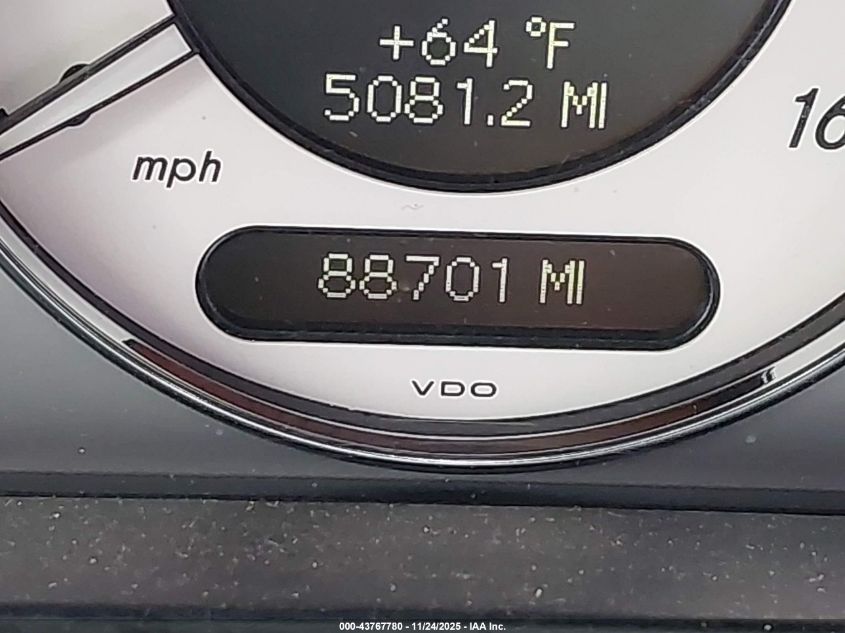 +64 °F
5081.2 MI
mph
88701 MI
VDO
000-43767780 - 11/24/2025 - IAA Inc.